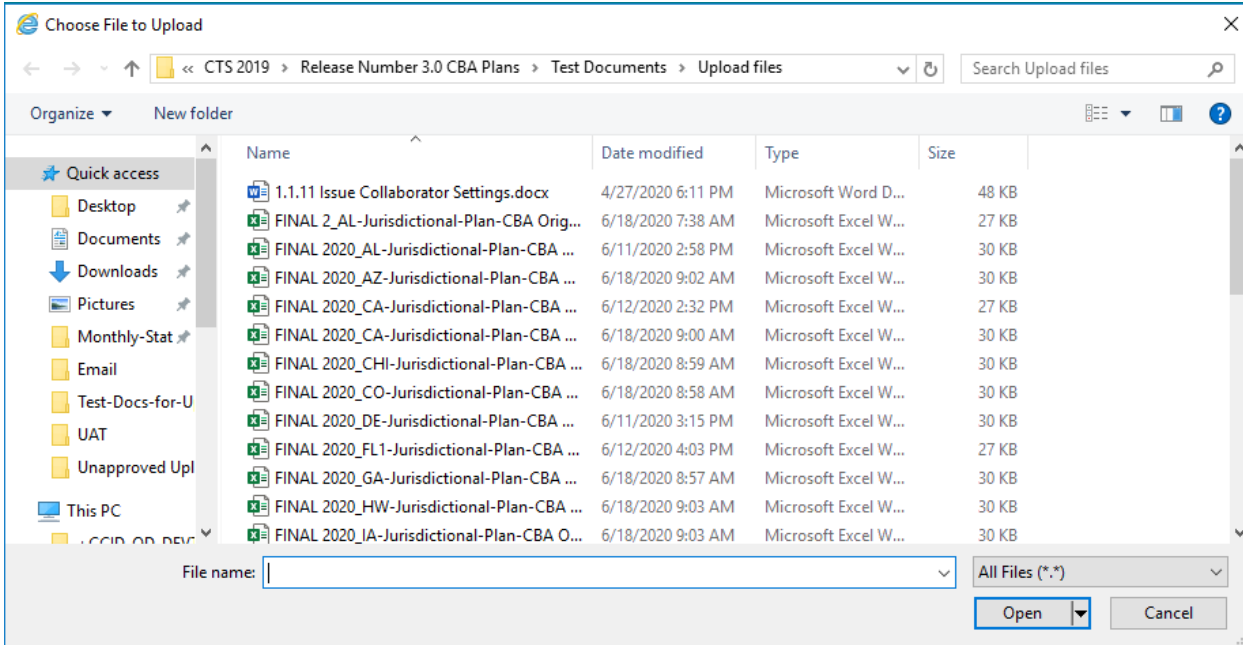 Choose File to Upload
« CTS 2019 > Release Number 3.0 CBA Plans > Test Documents > Upload files
Search Upload files
Organize New folder
Name Date modified Type Size
Quick access
Desktop
Documents
Downloads
Pictures
Monthly-Stat
Email
Test-Docs-for-U
UAT
Unapproved Upl
This PC
1.1.11 Issue Collaborator Settings.docx 4/27/2020 6:11 PM Microsoft Word D... 48 KB
FINAL 2_AL-Jurisdictional-Plan-CBA Orig... 6/18/2020 7:38 AM Microsoft Excel W... 27 KB
FINAL 2020_AL-Jurisdictional-Plan-CBA ... 6/11/2020 2:58 PM Microsoft Excel W... 30 KB
FINAL 2020_AZ-Jurisdictional-Plan-CBA ... 6/18/2020 9:02 AM Microsoft Excel W... 30 KB
FINAL 2020_CA-Jurisdictional-Plan-CBA ... 6/12/2020 2:32 PM Microsoft Excel W... 27 KB
FINAL 2020_CA-Jurisdictional-Plan-CBA ... 6/18/2020 9:00 AM Microsoft Excel W... 30 KB
FINAL 2020_CHI-Jurisdictional-Plan-CBA ... 6/18/2020 8:59 AM Microsoft Excel W... 30 KB
FINAL 2020_CO-Jurisdictional-Plan-CBA ... 6/18/2020 8:58 AM Microsoft Excel W... 30 KB
FINAL 2020_DE-Jurisdictional-Plan-CBA ... 6/11/2020 3:15 PM Microsoft Excel W... 30 KB
FINAL 2020_FL1-Jurisdictional-Plan-CBA ... 6/12/2020 4:03 PM Microsoft Excel W... 27 KB
FINAL 2020_GA-Jurisdictional-Plan-CBA ... 6/18/2020 8:57 AM Microsoft Excel W... 30 KB
FINAL 2020_HW-Jurisdictional-Plan-CBA ... 6/18/2020 9:03 AM Microsoft Excel W... 30 KB
FINAL 2020_IA-Jurisdictional-Plan-CBA O... 6/18/2020 9:03 AM Microsoft Excel W... 30 KB
File name:
All Files (*.*)
Open Cancel